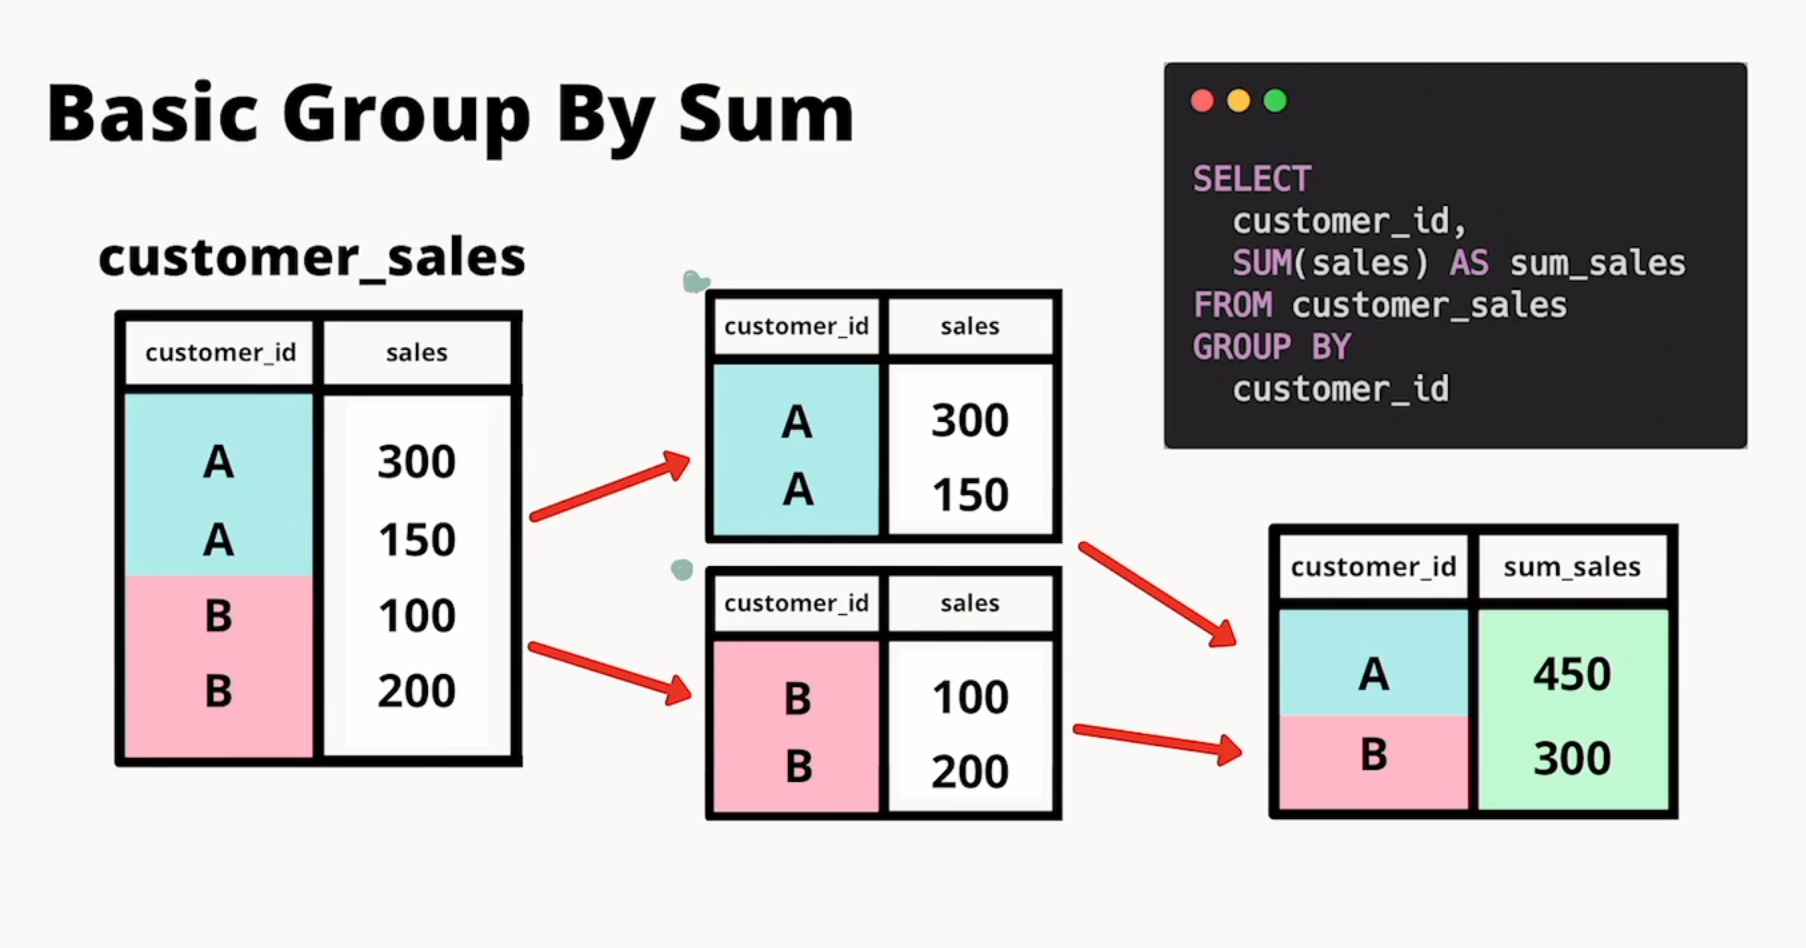 Basic Group By Sum
customer_sales
customer_id sales
A 300
A 150
B 100
B 200
customer_id sales
A 300
A 150
customer_id sales
B 100
B 200
SELECT
customer_id,
SUM(sales) AS sum_sales
FROM customer_sales
GROUP BY
customer_id
customer_id sum_sales
A 450
B 300